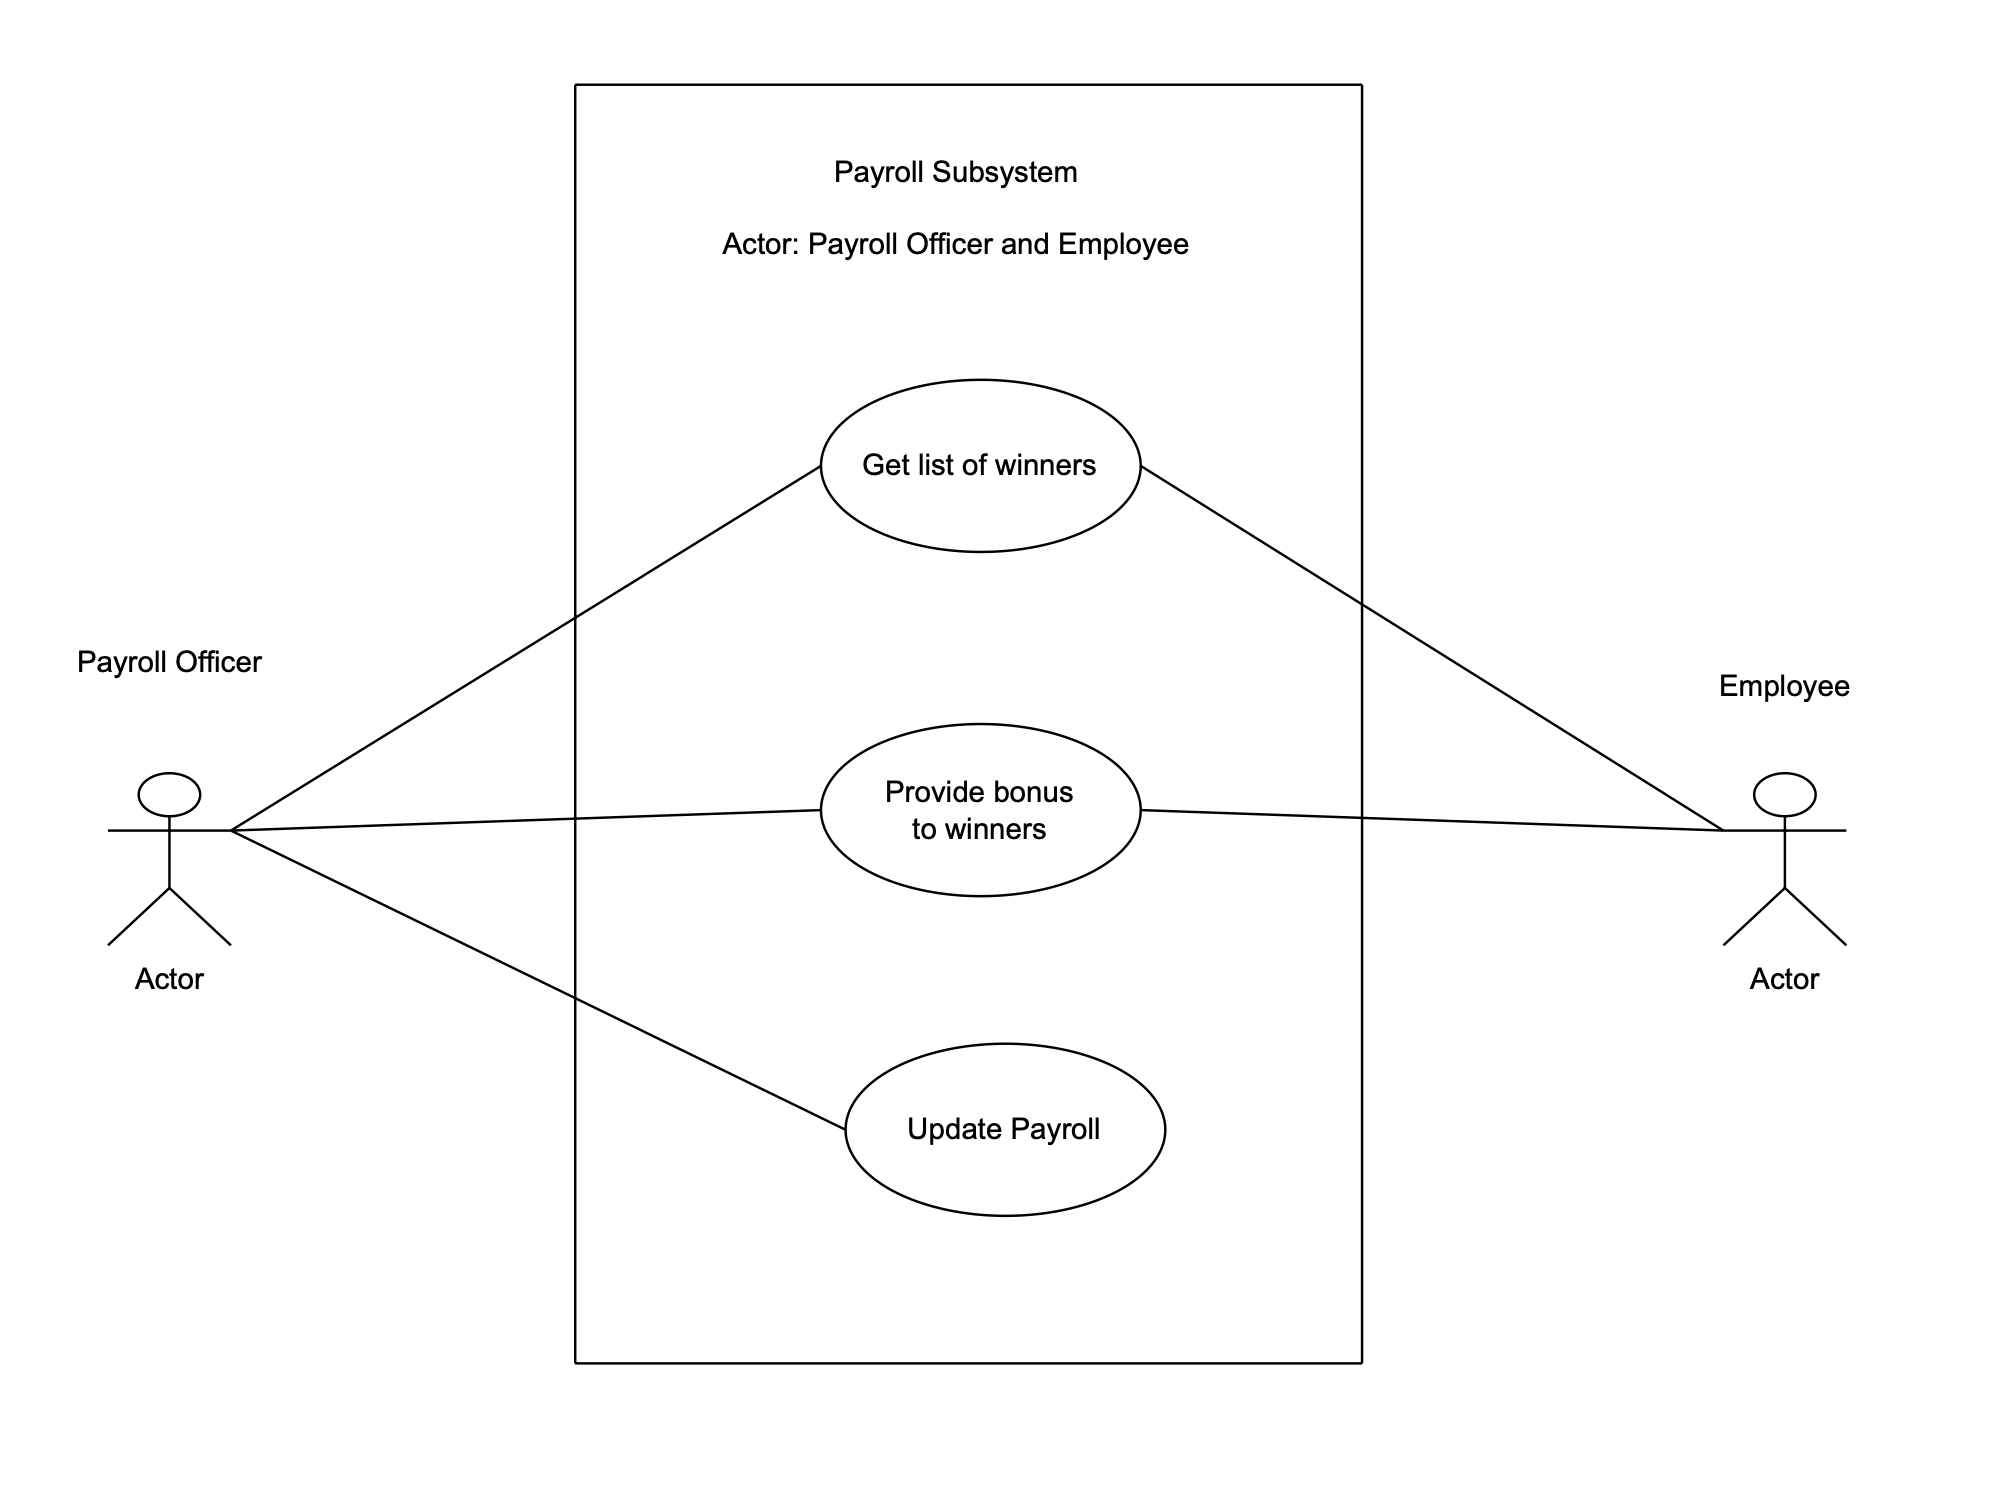 Payroll Subsystem
Actor: Payroll Officer and Employee
Get list of winners
Payroll Officer
Employee
Provide bonus
to winners
Actor
Actor
Update Payroll